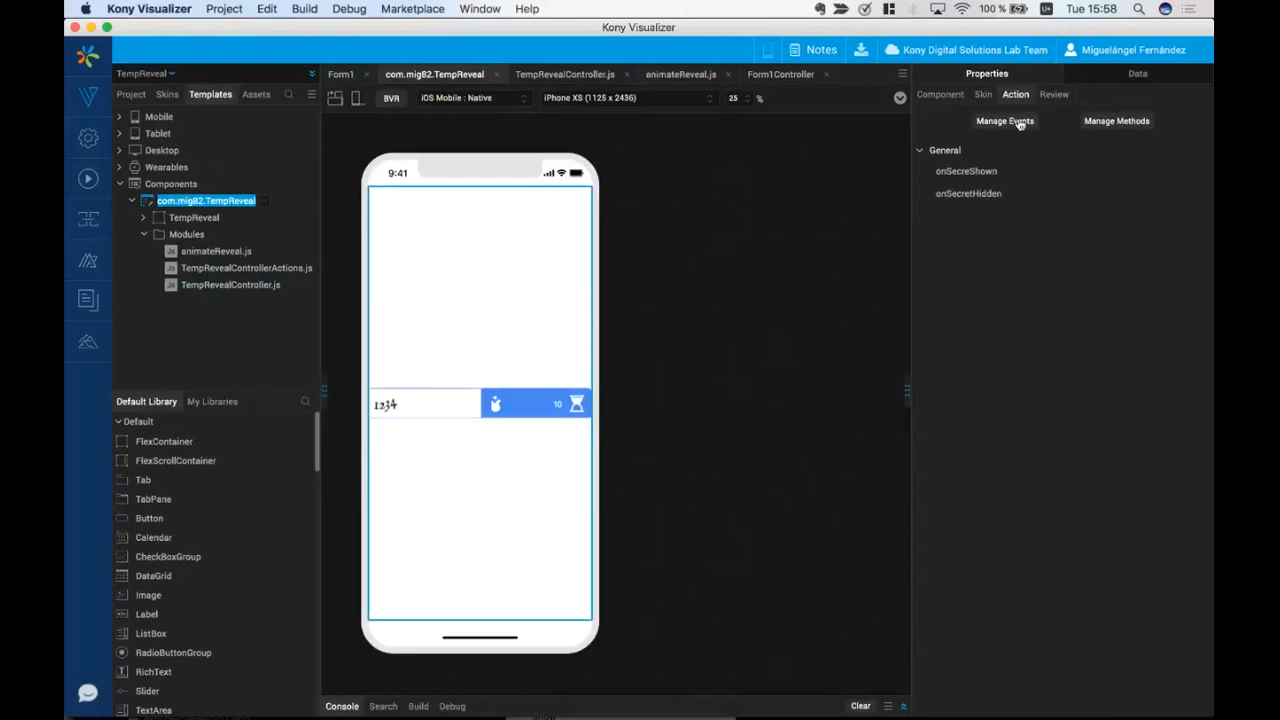 Kony Visualizer Project Edit Build Debug Marketplace Window Help 100 % Tue 15:58
Kony Visualizer
Notes Kony Digital Solutions Lab Team Miguelángel Fernández
TempReveal
Form1 com.mig82.TempReveal TempRevealController.js animateReveal.js Form1Controller
Properties Data
Project Skins Templates Assets
BVR iOS Mobile : Native iPhone XS (1125 x 2436) 25 %
Component Skin Action Review
Manage Events Manage Methods
Mobile
Tablet
Desktop
Wearables
Components
com.mig82.TempReveal
TempReveal
Modules
animateReveal.js
TempRevealControllerActions.js
TempRevealController.js
General
onSecreShown
onSecretHidden
9:41
1234 10
Default Library My Libraries
Default
FlexContainer
FlexScrollContainer
Tab
TabPane
Button
Calendar
CheckBoxGroup
DataGrid
Image
Label
ListBox
RadioButtonGroup
RichText
Slider
TextArea
Console Search Build Debug Clear